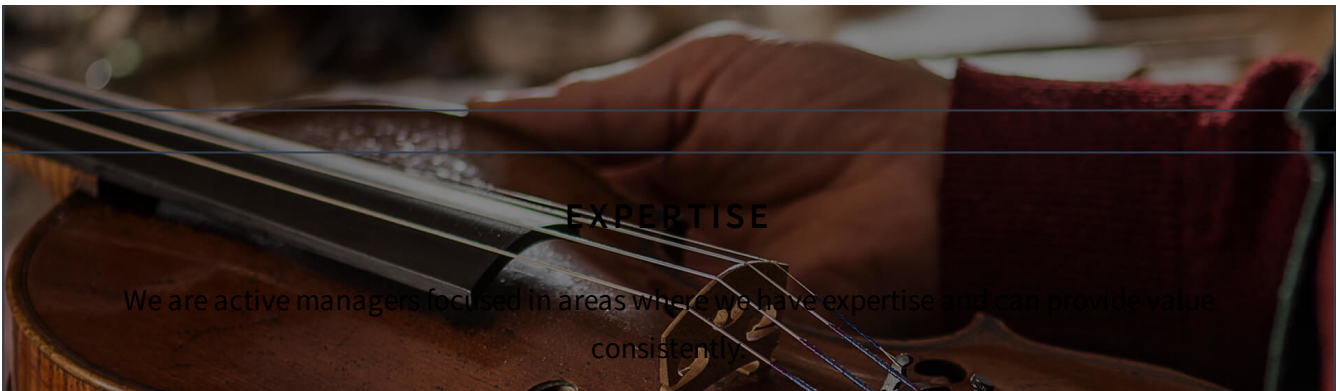 EXPERTISE
We are active managers focused in areas where we have expertise and can provide value
consistently.